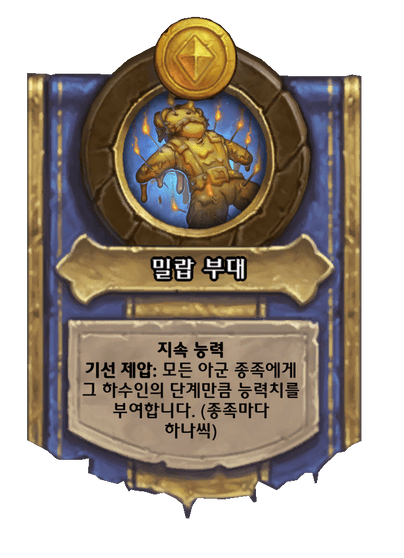 밀랍 부대
지속 능력
기선 제압: 모든 아군 종족에게
그 하수인의 단계만큼 능력치를
부여합니다. (종족마다
하나씩)